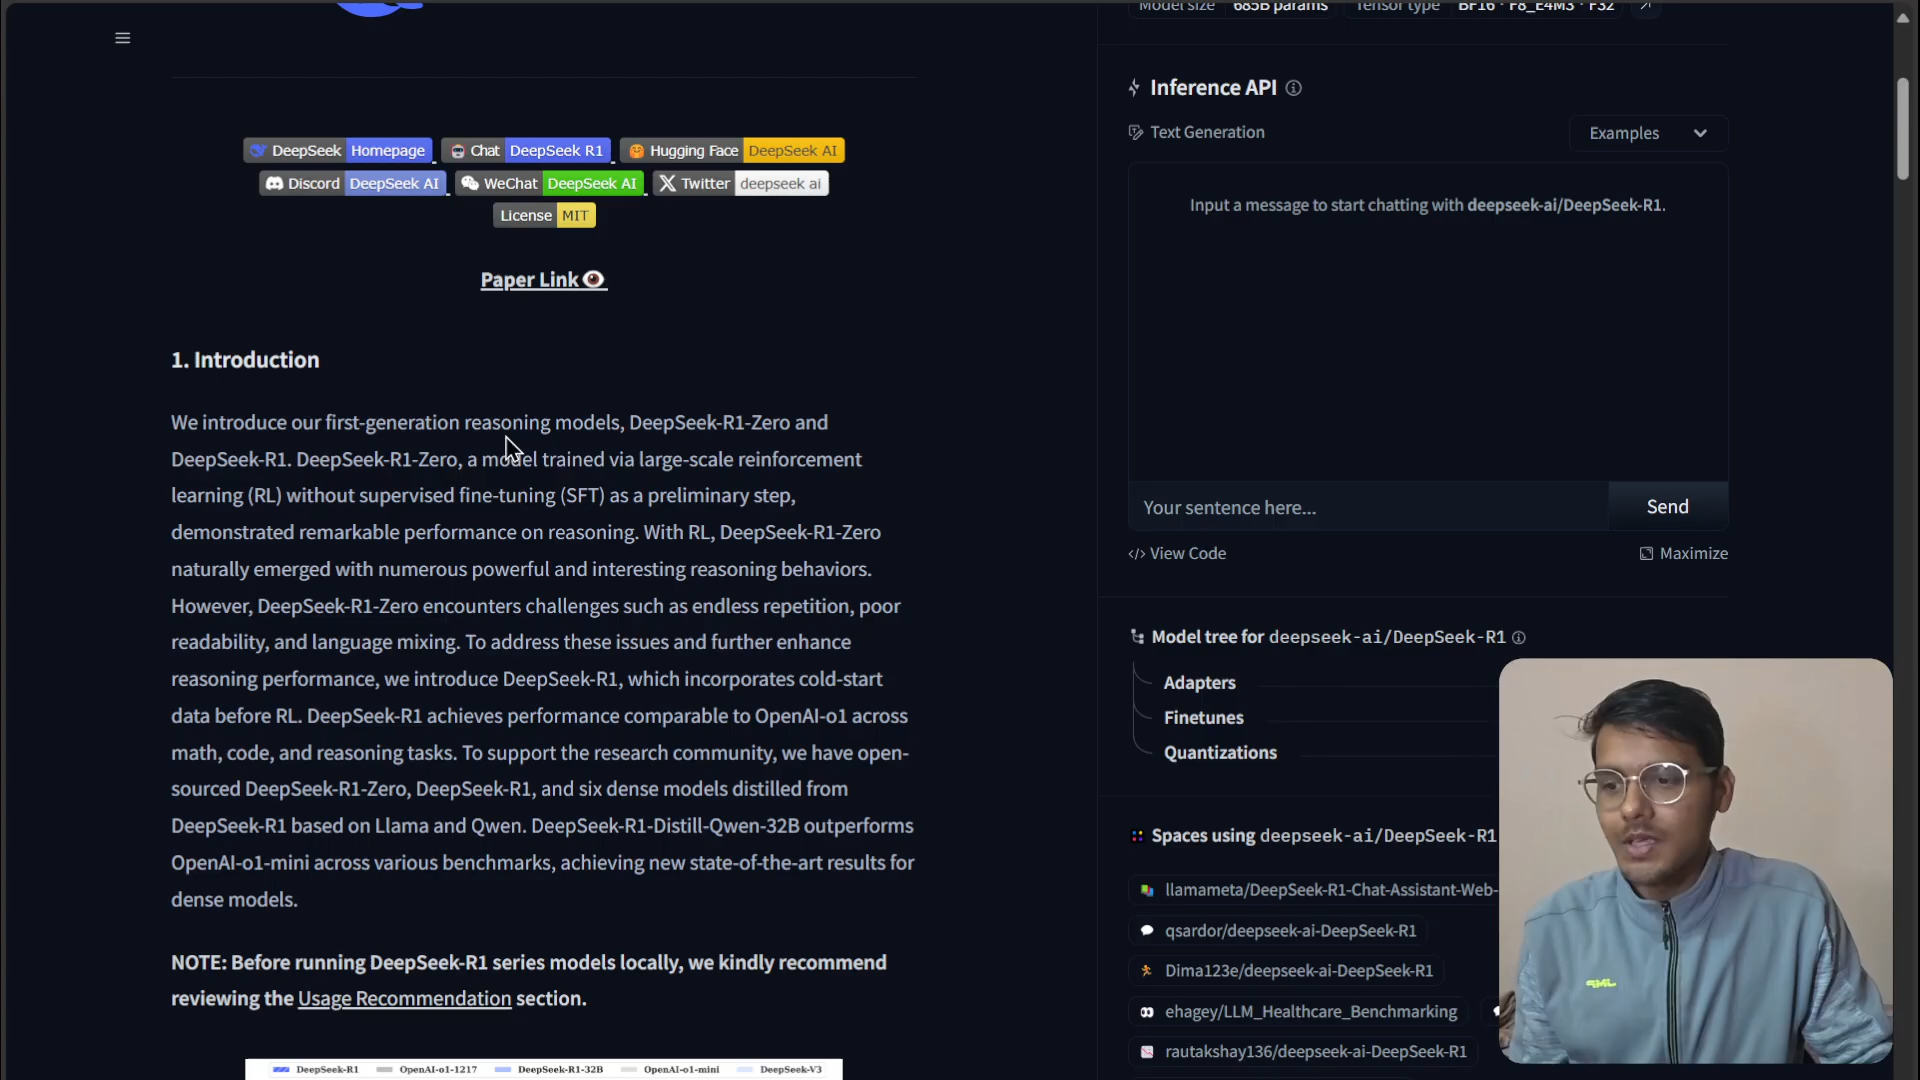 Model size 685B params Tensor type BF16 · F8_E4M3 · F32
DeepSeek Homepage Chat DeepSeek R1 Hugging Face DeepSeek AI
Discord DeepSeek AI WeChat DeepSeek AI Twitter deepseek ai
License MIT
Paper Link
1. Introduction
We introduce our first-generation reasoning models, DeepSeek-R1-Zero and
DeepSeek-R1. DeepSeek-R1-Zero, a model trained via large-scale reinforcement
learning (RL) without supervised fine-tuning (SFT) as a preliminary step,
demonstrated remarkable performance on reasoning. With RL, DeepSeek-R1-Zero
naturally emerged with numerous powerful and interesting reasoning behaviors.
However, DeepSeek-R1-Zero encounters challenges such as endless repetition, poor
readability, and language mixing. To address these issues and further enhance
reasoning performance, we introduce DeepSeek-R1, which incorporates cold-start
data before RL. DeepSeek-R1 achieves performance comparable to OpenAI-o1 across
math, code, and reasoning tasks. To support the research community, we have open-
sourced DeepSeek-R1-Zero, DeepSeek-R1, and six dense models distilled from
DeepSeek-R1 based on Llama and Qwen. DeepSeek-R1-Distill-Qwen-32B outperforms
OpenAI-o1-mini across various benchmarks, achieving new state-of-the-art results for
dense models.
NOTE: Before running DeepSeek-R1 series models locally, we kindly recommend
reviewing the Usage Recommendation section.
DeepSeek-R1 OpenAI-o1-1217 DeepSeek-R1-32B OpenAI-o1-mini DeepSeek-V3
Inference API
Text Generation Examples
Input a message to start chatting with deepseek-ai/DeepSeek-R1.
Your sentence here... Send
View Code Maximize
Model tree for deepseek-ai/DeepSeek-R1
Adapters
Finetunes
Quantizations
Spaces using deepseek-ai/DeepSeek-R1
llamameta/DeepSeek-R1-Chat-Assistant-Web-
qsardor/deepseek-ai-DeepSeek-R1
Dima123e/deepseek-ai-DeepSeek-R1
ehagey/LLM_Healthcare_Benchmarking
rautakshay136/deepseek-ai-DeepSeek-R1